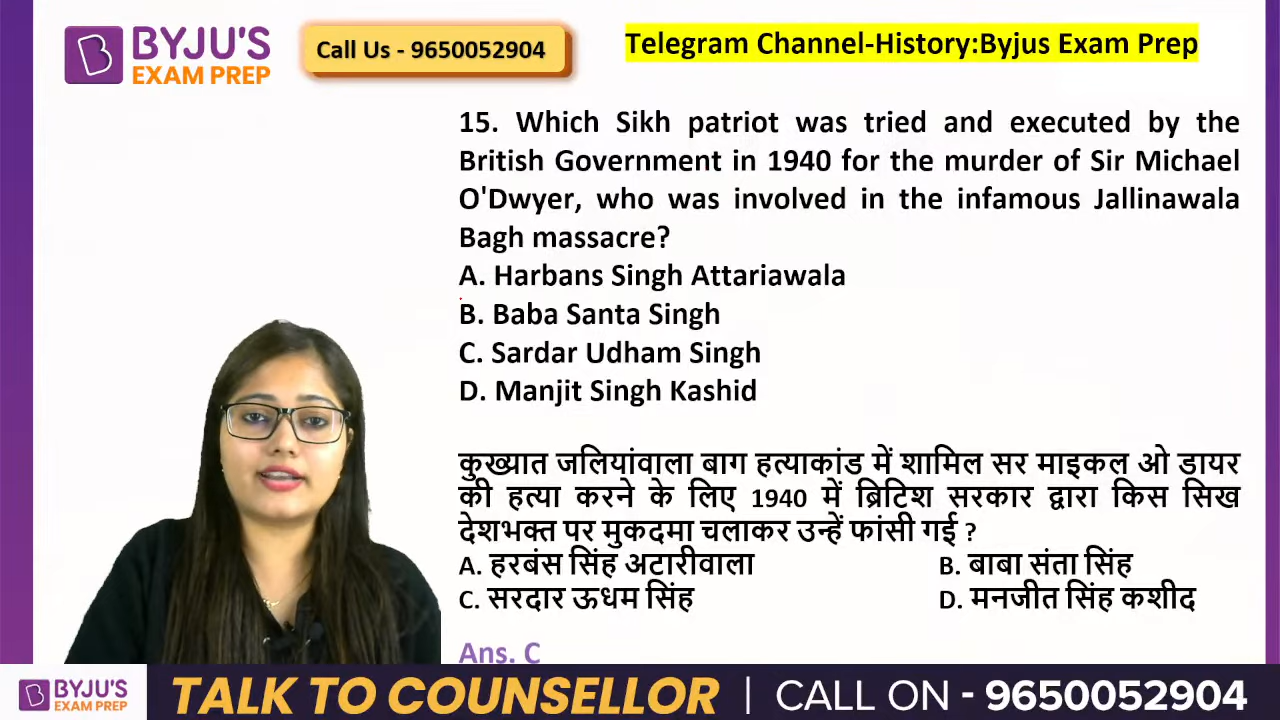 BYJU'S
EXAM PREP
Call Us - 9650052904
Telegram Channel-History:Byjus Exam Prep
15. Which Sikh patriot was tried and executed by the
British Government in 1940 for the murder of Sir Michael
O'Dwyer, who was involved in the infamous Jallinawala
Bagh massacre?
A. Harbans Singh Attariawala
B. Baba Santa Singh
C. Sardar Udham Singh
D. Manjit Singh Kashid
कुख्यात जलियांवाला बाग हत्याकांड में शामिल सर माइकल ओ डायर
की हत्या करने के लिए 1940 में ब्रिटिश सरकार द्वारा किस सिख
देशभक्त पर मुकदमा चलाकर उन्हें फांसी गई ?
A. हरबंस सिंह अटारीवाला B. बाबा संता सिंह
C. सरदार ऊधम सिंह D. मनजीत सिंह कशीद
Ans. C
BYJU'S
EXAM PREP
TALK TO COUNSELLOR | CALL ON - 9650052904